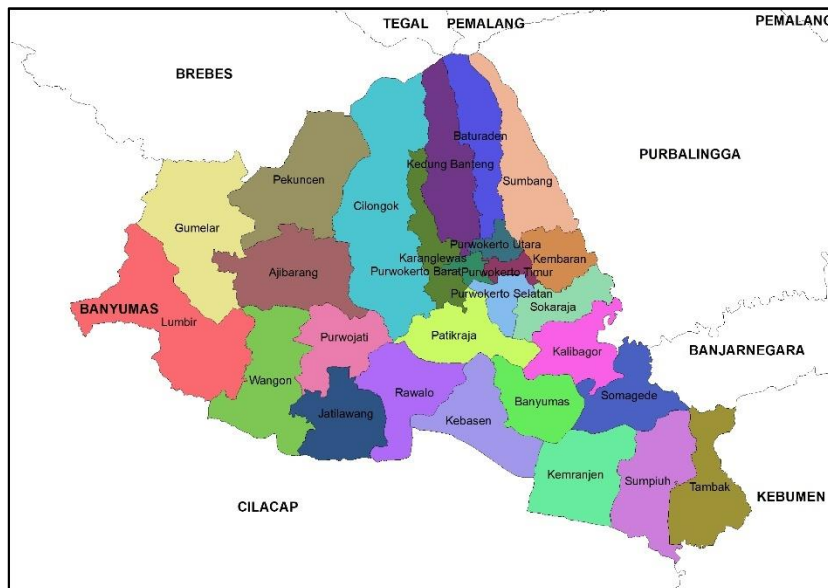 TEGAL
PEMALANG
PEMALANG
BREBES
Baturaden
PURBALINGGA
Kedung Banteng
Pekuncen
Sumbang
Cilongok
Gumelar
Purwokerto Utara
Karanglewas
Kembaran
Ajibarang
Purwokerto Barat
Purwokerto Timur
Purwokerto Selatan
BANYUMAS
Sokaraja
Lumbir
Purwojati
Patikraja
Kalibagor
BANJARNEGARA
Wangon
Rawalo
Banyumas
Somagede
Jatilawang
Kebasen
Kemranjen
Sumpiuh
Tambak
KEBUMEN
CILACAP